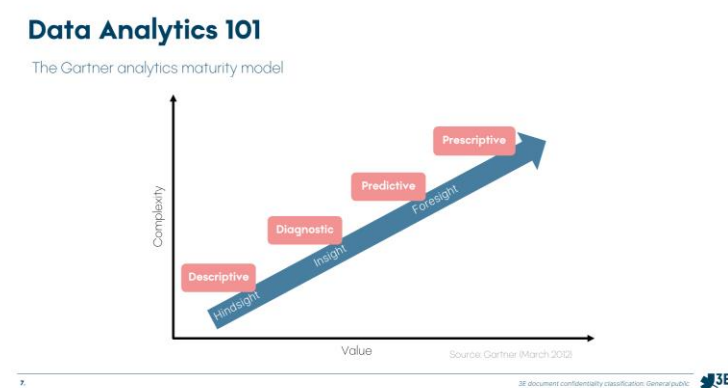 Data Analytics 101
The Gartner analytics maturity model
Prescriptive
Predictive
Foresight
Diagnostic
Insight
Descriptive
Hindsight
Complexity
Value
Source: Gartner (March 2012)
7.
3E document confidentiality classification: General public
3E